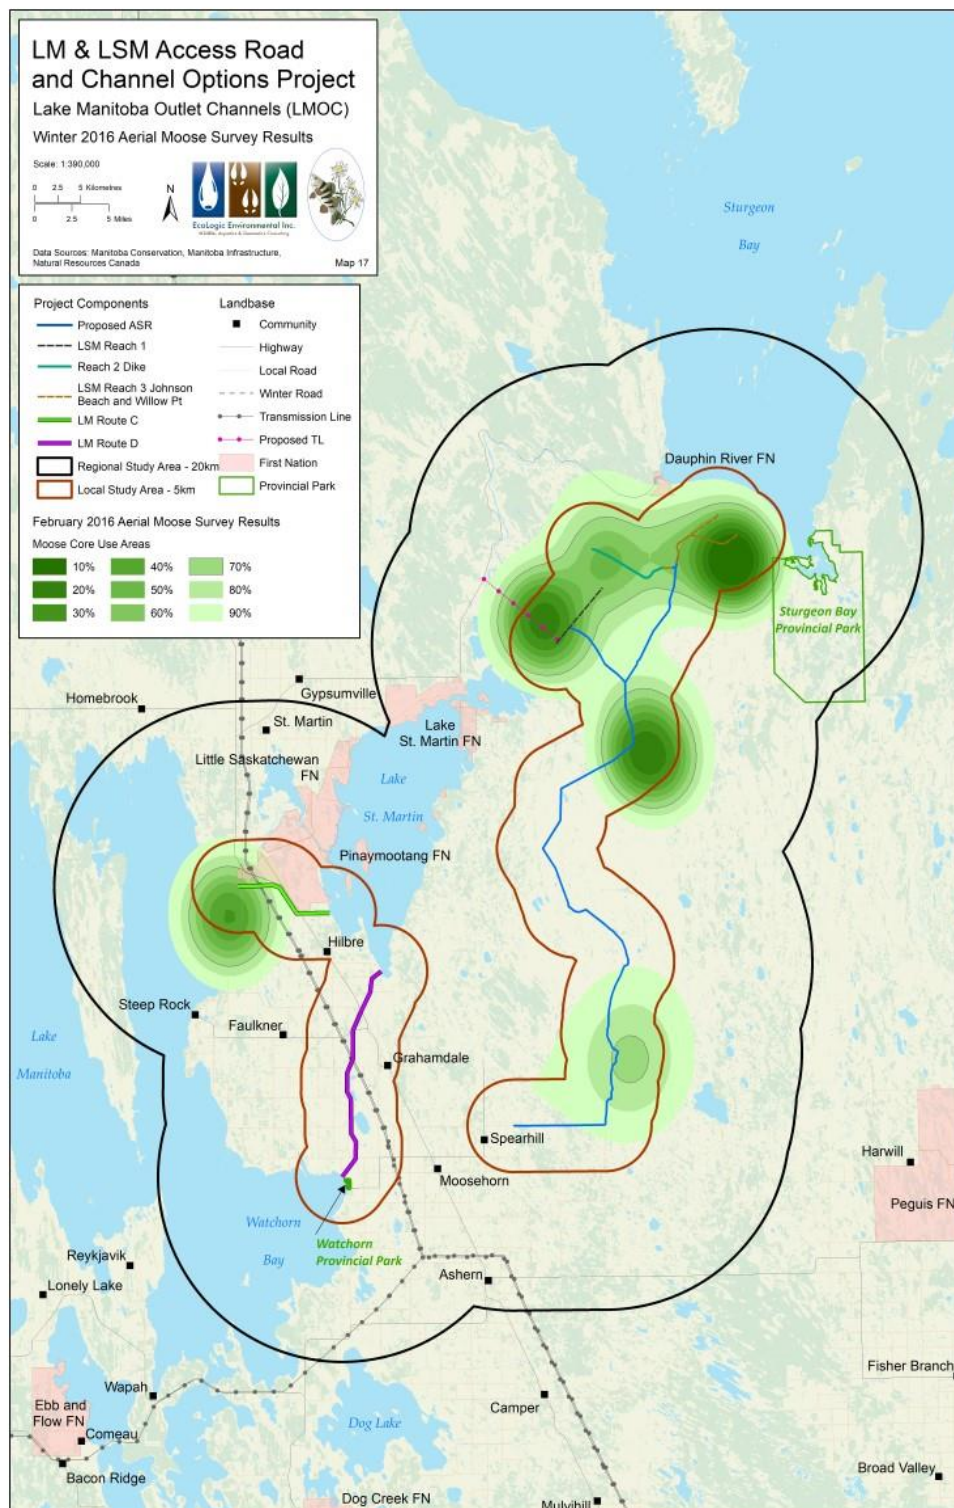 LM & LSM Access Road
and Channel Options Project
Lake Manitoba Outlet Channels (LMOC)
Winter 2016 Aerial Moose Survey Results
Scale: 1:390,000
0 2.5 5 Kilometres
0 2.5 5 Miles
N
EcoLogic Environmental Inc.
Data Sources: Manitoba Conservation, Manitoba Infrastructure,
Natural Resources Canada
Map 17
Project Components
Proposed ASR
LSM Reach 1
Reach 2 Dike
LSM Reach 3 Johnson
Beach and Willow Pt
LM Route C
LM Route D
Regional Study Area - 20km
Local Study Area - 5km
Landbase
Community
Highway
Local Road
Winter Road
Transmission Line
Proposed TL
First Nation
Provincial Park
February 2016 Aerial Moose Survey Results
Moose Core Use Areas
10% 40% 70%
20% 50% 80%
30% 60% 90%
Sturgeon
Bay
Dauphin River FN
Sturgeon Bay
Provincial Park
Gypsumville
Homebrook
St. Martin
Lake
St. Martin FN
Little Saskatchewan
FN
Lake
St. Martin
Pinaymootang FN
Hilbre
Steep Rock
Faulkner
Lake
Manitoba
Grahamdale
Spearhill
Moosehorn
Harwill
Peguis FN
Watchorn
Bay
Watchorn
Provincial Park
Reykjavik
Lonely Lake
Ashern
Fisher Branch
Wapah
Ebb and
Flow FN
Comeau
Camper
Dog Lake
Bacon Ridge
Broad Valley
Dog Creek FN
Mulvihill